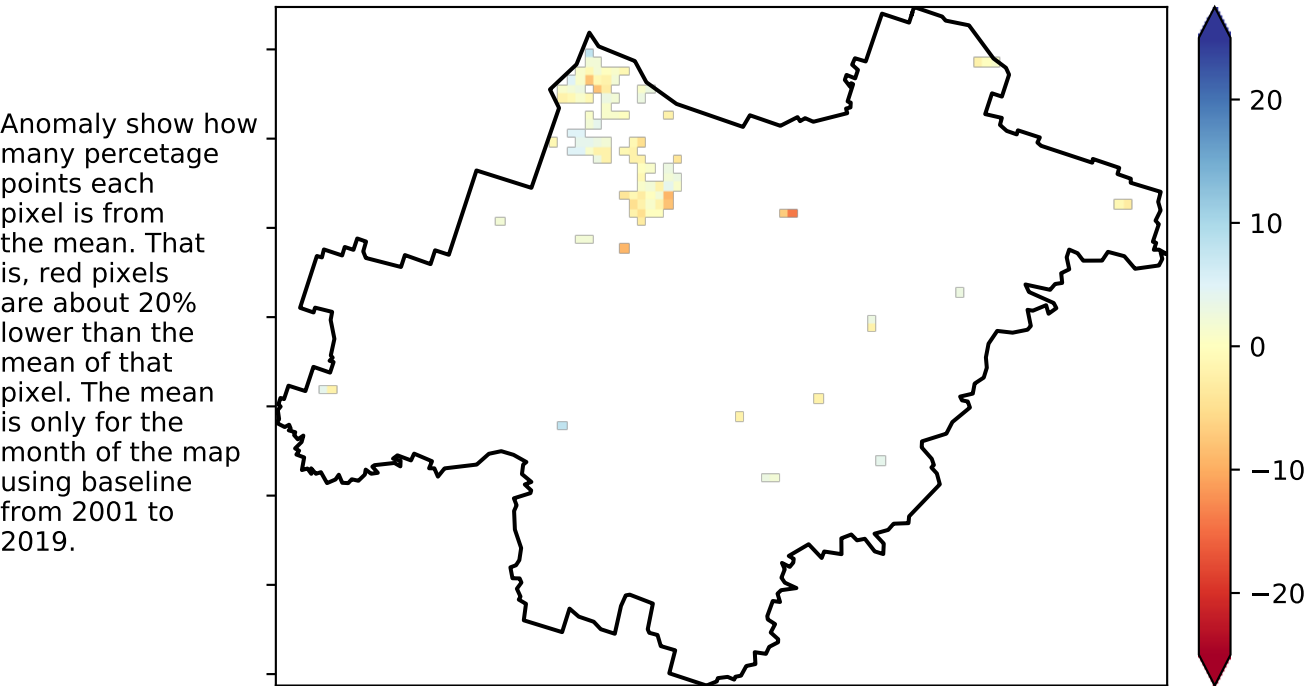 Anomaly show how
many percetage
points each
pixel is from
the mean. That
is, red pixels
are about 20%
lower than the
mean of that
pixel. The mean
is only for the
month of the map
using baseline
from 2001 to
2019.
20
10
0
−10
−20